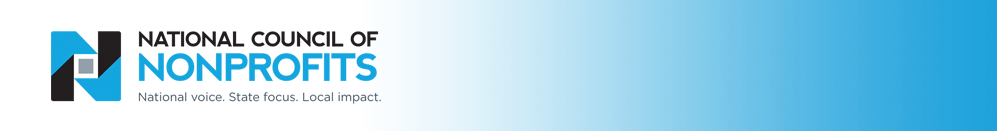 NATIONAL COUNCIL OF
NONPROFITS
National voice. State focus. Local impact.